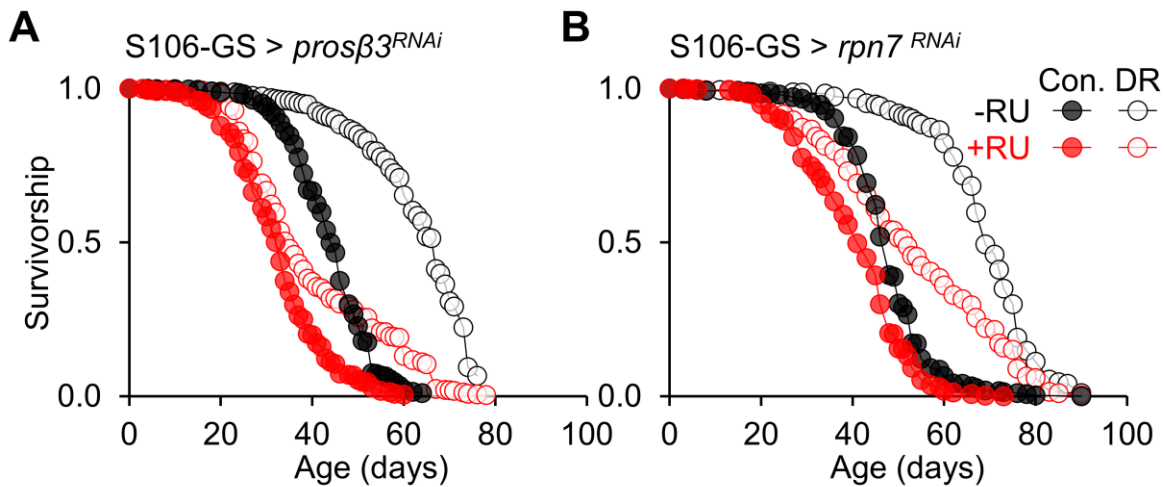 A
S106-GS > prosβ3RNAi
1.0
0.5
0.0
Survivorship
0
20
40
60
80
100
Age (days)
B
S106-GS > rpn7 RNAi
Con. DR
-RU
+RU
1.0
0.5
0.0
0
20
40
60
80
100
Age (days)